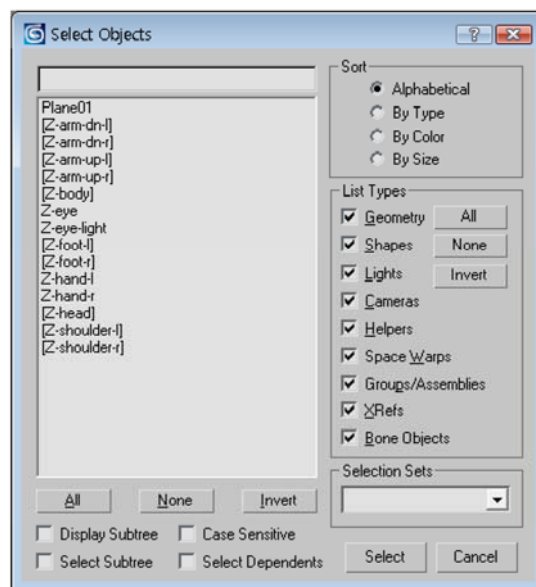 Select Objects
Plane01
[Z-arm-dn-l]
[Z-arm-dn-r]
[Z-arm-up-l]
[Z-arm-up-r]
[Z-body]
Z-eye
Z-eye-light
[Z-foot-l]
[Z-foot-r]
Z-hand-l
Z-hand-r
[Z-head]
[Z-shoulder-l]
[Z-shoulder-r]
All None Invert
Display Subtree Case Sensitive
Select Subtree Select Dependents
Sort
Alphabetical
By Type
By Color
By Size
List Types
Geometry All
Shapes None
Lights Invert
Cameras
Helpers
Space Warps
Groups/Assemblies
XRefs
Bone Objects
Selection Sets
Select Cancel